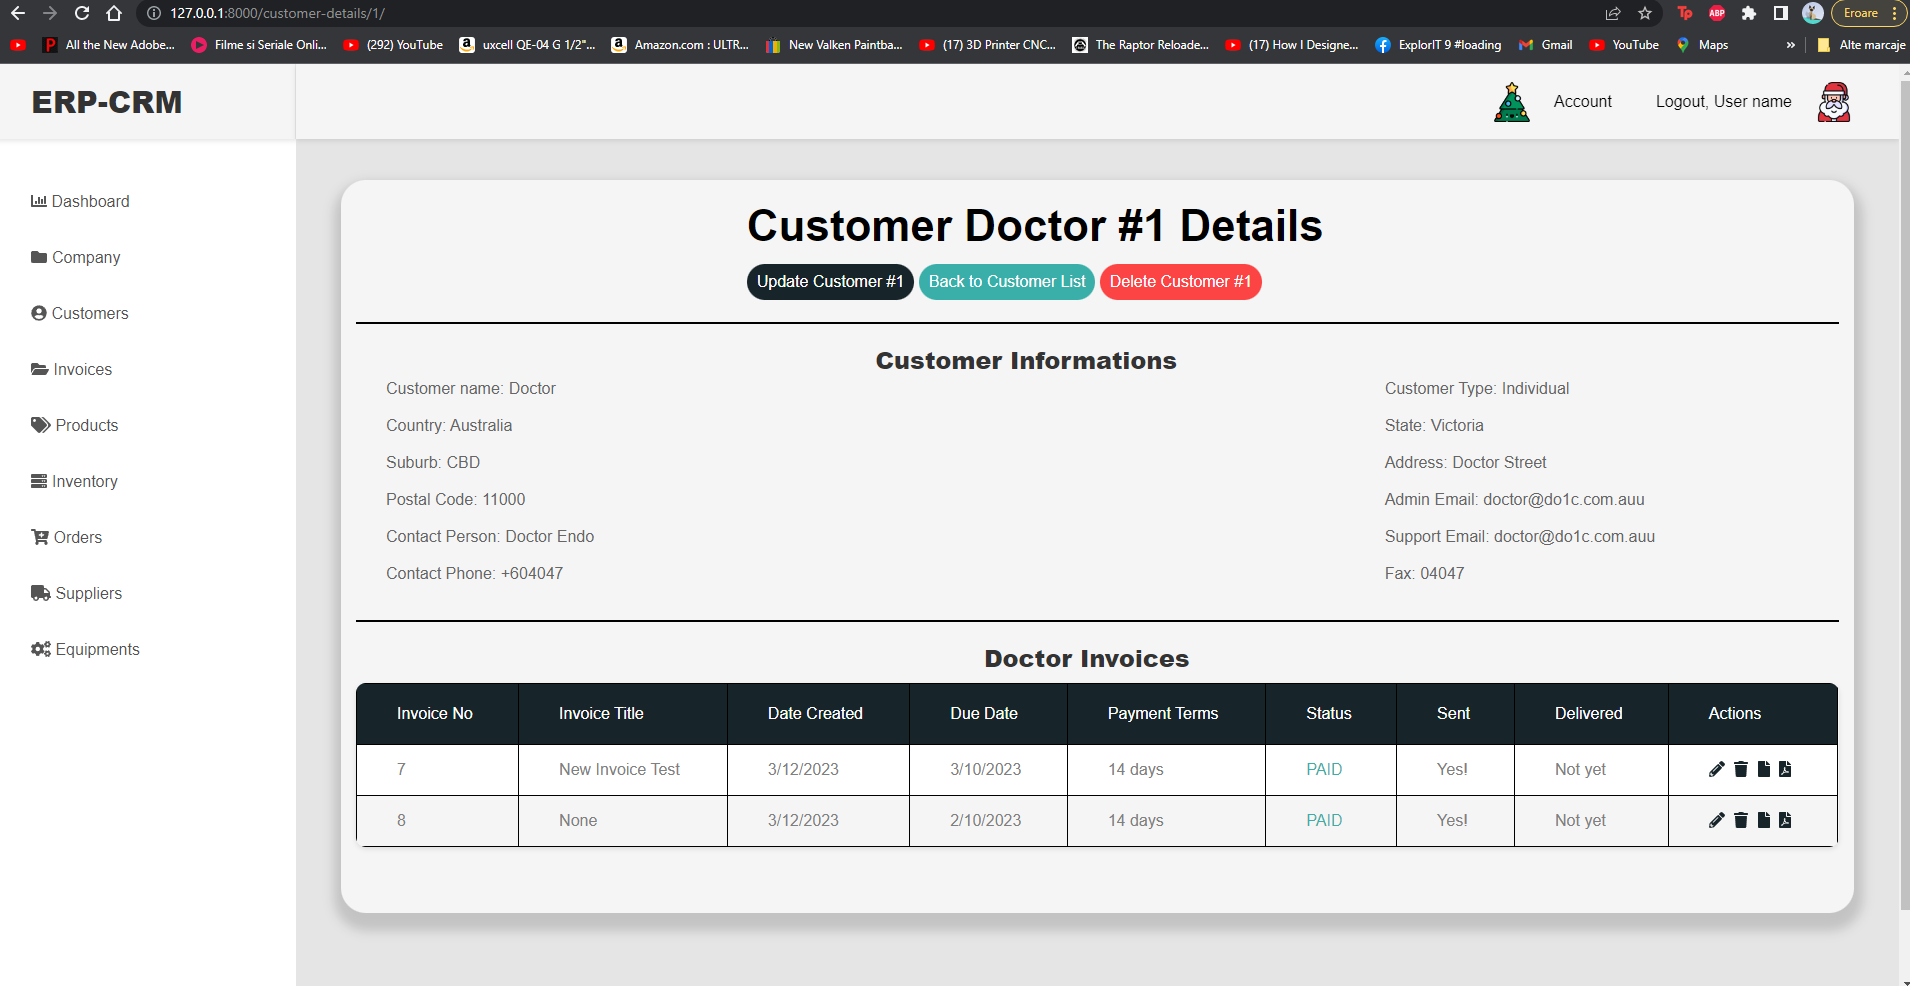 127.0.0.1:8000/customer-details/1/
Tp ABP Eroare
All the New Adobe... Filme si Seriale Onli... (292) YouTube uxcell QE-04 G 1/2"... Amazon.com : ULTR... New Valken Paintba... (17) 3D Printer CNC... The Raptor Reloade... (17) How I Designe... ExplorIT 9 #loading Gmail YouTube Maps » Alte marcaje
ERP-CRM
Account Logout, User name
Dashboard
Company
Customers
Invoices
Products
Inventory
Orders
Suppliers
Equipments
Customer Doctor #1 Details
Update Customer #1 Back to Customer List Delete Customer #1
Customer Informations
Customer name: Doctor Customer Type: Individual
Country: Australia State: Victoria
Suburb: CBD Address: Doctor Street
Postal Code: 11000 Admin Email: doctor@do1c.com.auu
Contact Person: Doctor Endo Support Email: doctor@do1c.com.auu
Contact Phone: +604047 Fax: 04047
Doctor Invoices
Invoice No Invoice Title Date Created Due Date Payment Terms Status Sent Delivered Actions
7 New Invoice Test 3/12/2023 3/10/2023 14 days PAID Yes! Not yet
8 None 3/12/2023 2/10/2023 14 days PAID Yes! Not yet